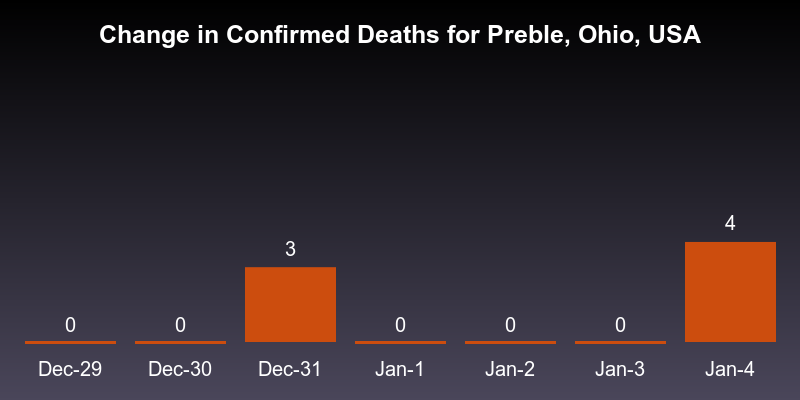 Change in Confirmed Deaths for Preble, Ohio, USA
0 0 3 0 0 0 4
Dec-29 Dec-30 Dec-31 Jan-1 Jan-2 Jan-3 Jan-4